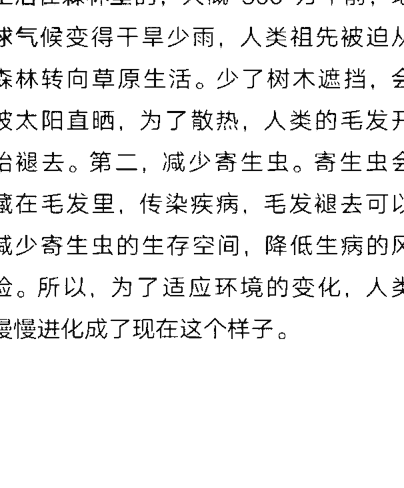 球气候变得干旱少雨，人类祖先被迫从
森林转向草原生活。少了树木遮挡，会
被太阳直晒，为了散热，人类的毛发开
始褪去。第二，减少寄生虫。寄生虫会
藏在毛发里，传染疾病，毛发褪去可以
减少寄生虫的生存空间，降低生病的风
险。所以，为了适应环境的变化，人类
慢慢进化成了现在这个样子。